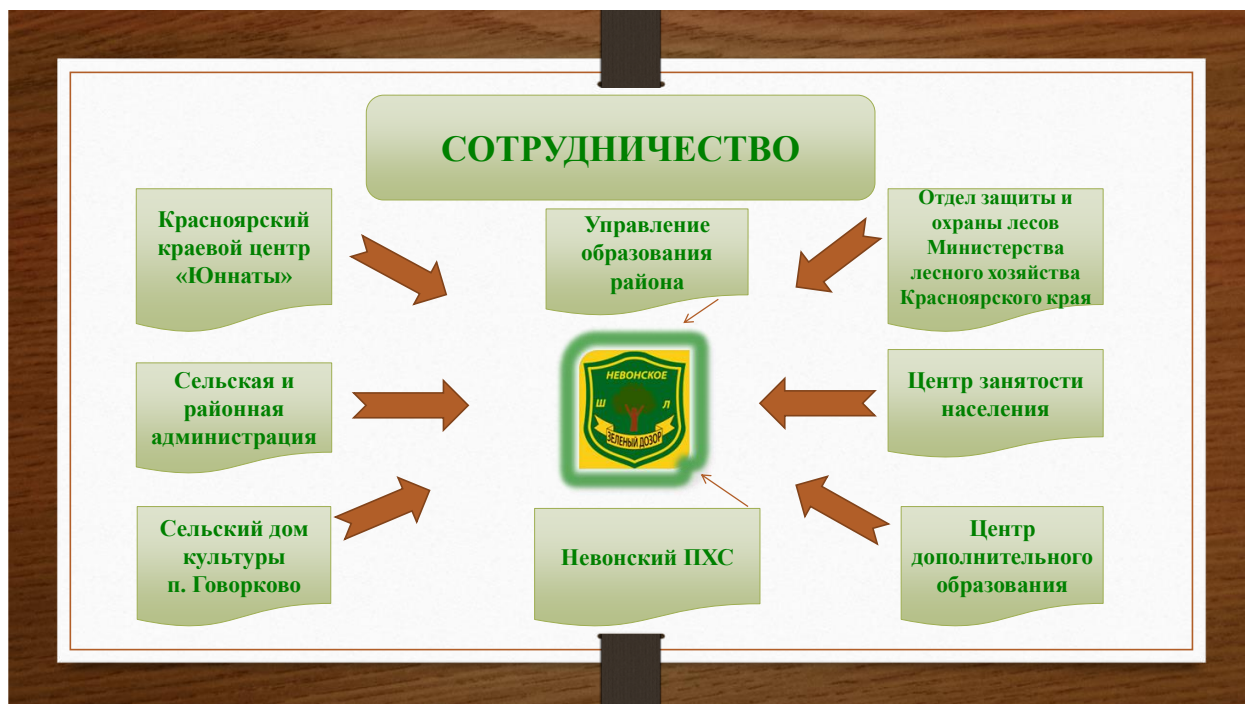 СОТРУДНИЧЕСТВО
Красноярский
краевой центр
«Юннаты»
Управление
образования
района
Отдел защиты и
охраны лесов
Министерства
лесного хозяйства
Красноярского края
Сельская и
районная
администрация
НЕВОНСКОЕ
Ш Л
ЗЕЛЕНЫЙ ДОЗОР
Центр занятости
населения
Сельский дом
культуры
п. Говорково
Невонский ПХС
Центр
дополнительного
образования